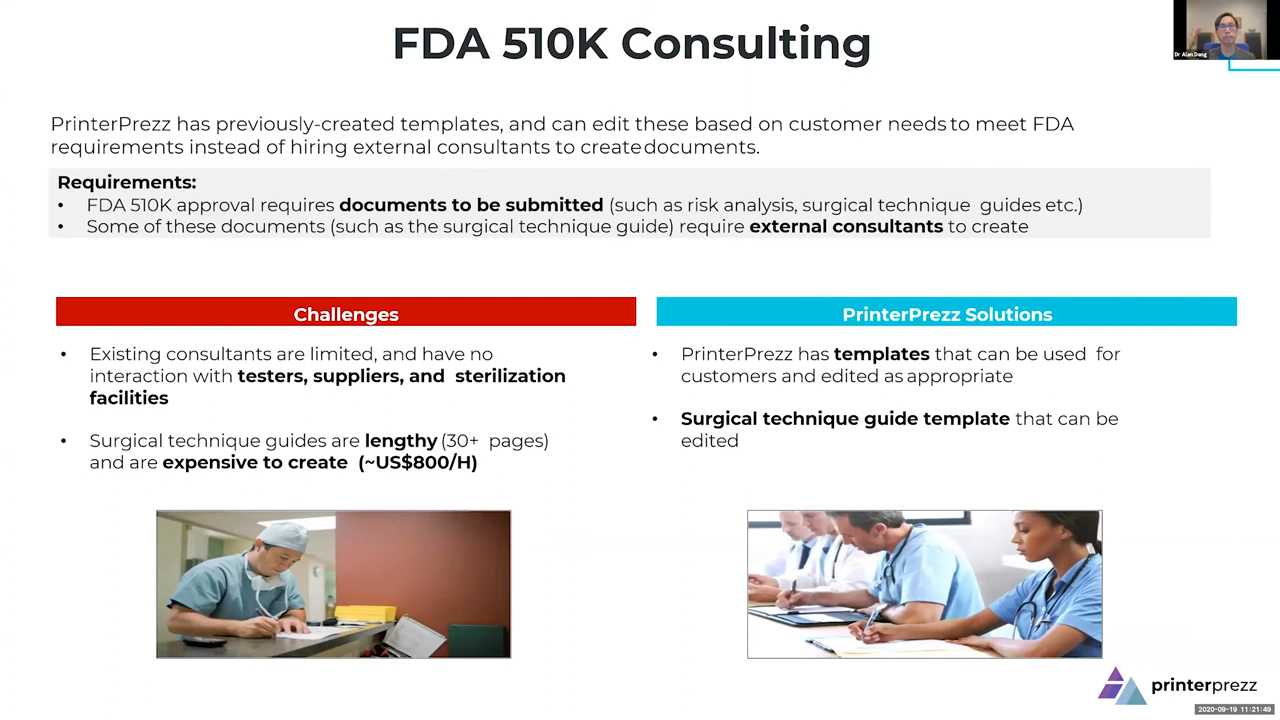 FDA 510K Consulting
Dr Alan Dang
PrinterPrezz has previously-created templates, and can edit these based on customer needs to meet FDA
requirements instead of hiring external consultants to create documents.
Requirements:
• FDA 510K approval requires documents to be submitted (such as risk analysis, surgical technique guides etc.)
• Some of these documents (such as the surgical technique guide) require external consultants to create
Challenges
• Existing consultants are limited, and have no
interaction with testers, suppliers, and sterilization
facilities
• Surgical technique guides are lengthy (30+ pages)
and are expensive to create (~US$800/H)
PrinterPrezz Solutions
• PrinterPrezz has templates that can be used for
customers and edited as appropriate
• Surgical technique guide template that can be
edited
printerprezz
2020-09-19 11:21:49